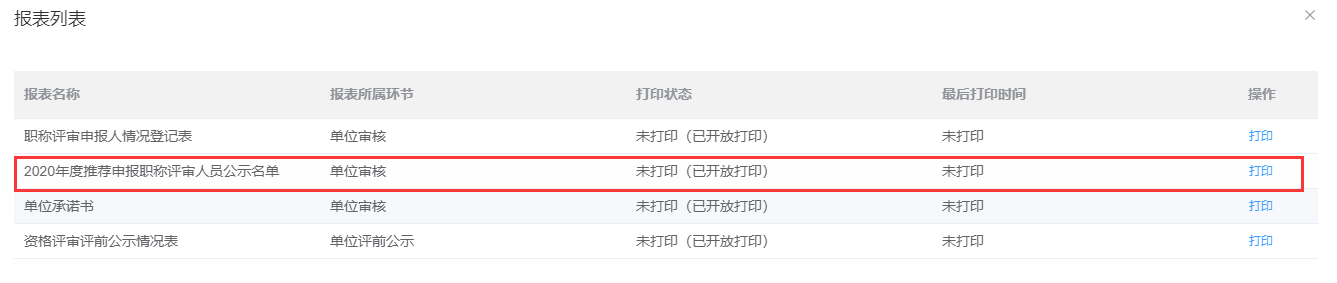 报表列表
报表名称 报表所属环节 打印状态 最后打印时间 操作
职称评审申报人情况登记表 单位审核 未打印（已开放打印） 未打印 打印
2020年度推荐申报职称评审人员公示名单 单位审核 未打印（已开放打印） 未打印 打印
单位承诺书 单位审核 未打印（已开放打印） 未打印 打印
资格评审评前公示情况表 单位评前公示 未打印（已开放打印） 未打印 打印